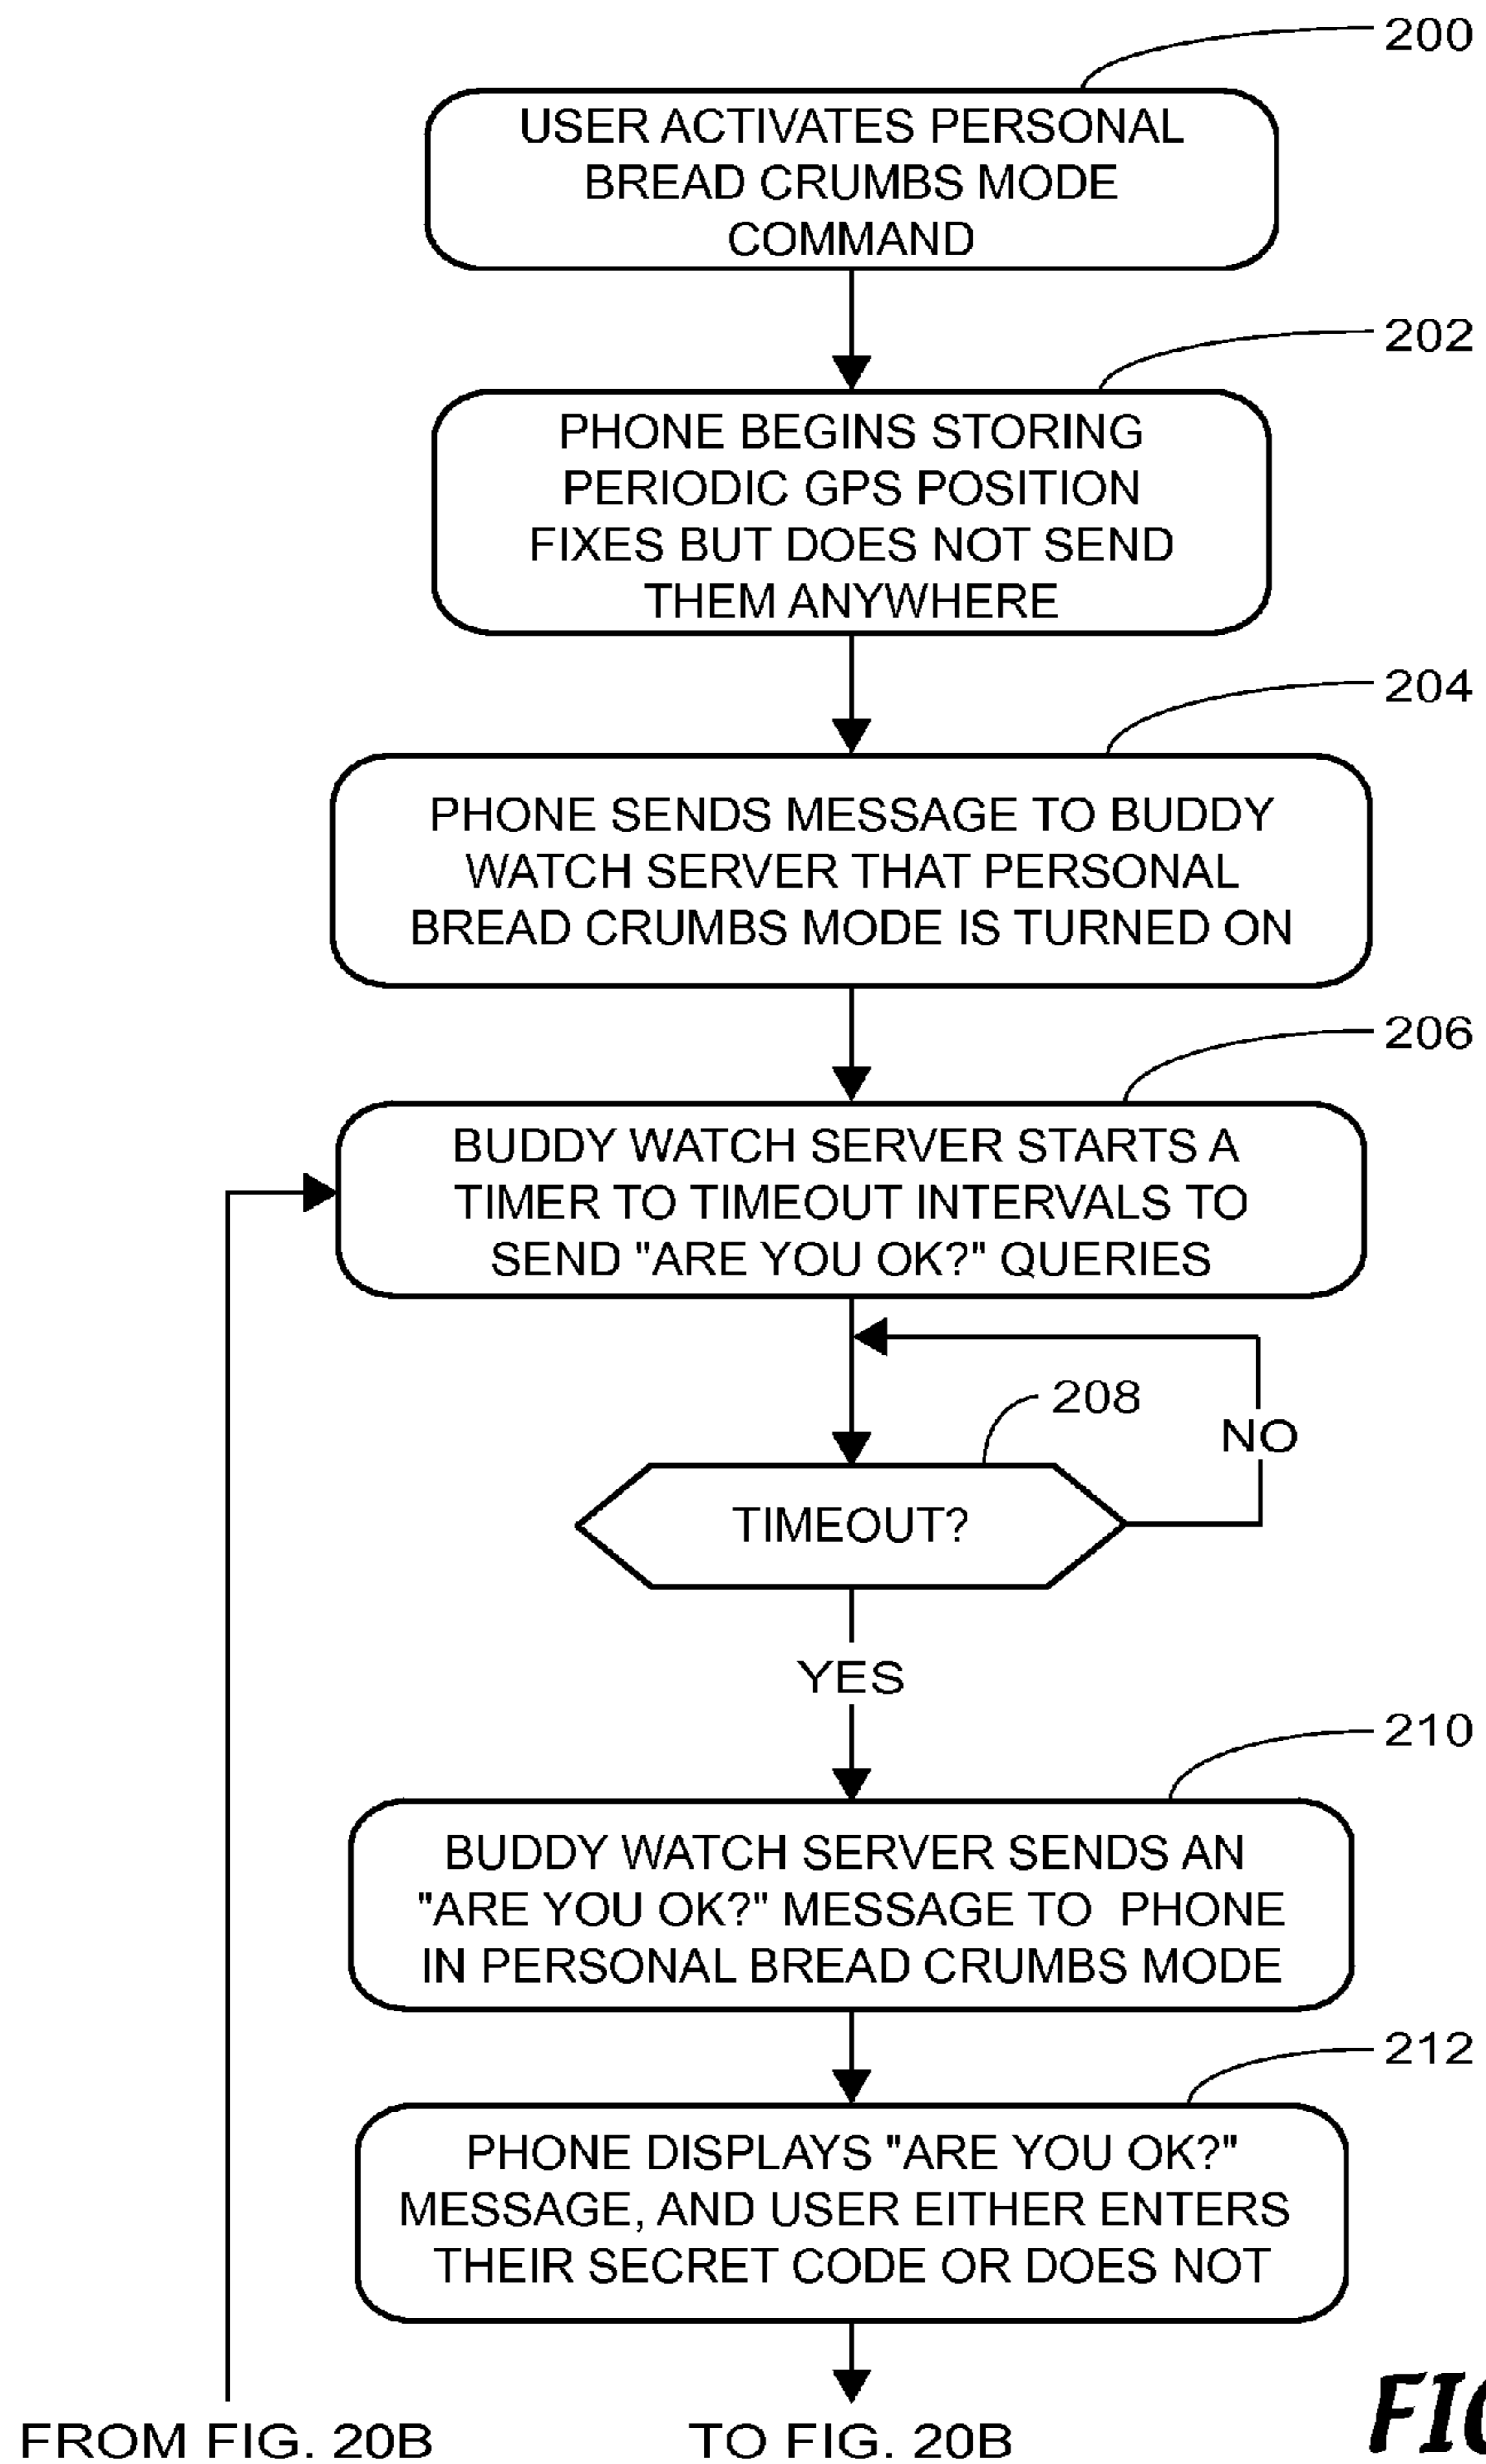 200
USER ACTIVATES PERSONAL
BREAD CRUMBS MODE
COMMAND
202
PHONE BEGINS STORING
PERIODIC GPS POSITION
FIXES BUT DOES NOT SEND
THEM ANYWHERE
204
PHONE SENDS MESSAGE TO BUDDY
WATCH SERVER THAT PERSONAL
BREAD CRUMBS MODE IS TURNED ON
206
BUDDY WATCH SERVER STARTS A
TIMER TO TIMEOUT INTERVALS TO
SEND "ARE YOU OK?" QUERIES
208
NO
TIMEOUT?
YES
210
BUDDY WATCH SERVER SENDS AN
"ARE YOU OK?" MESSAGE TO PHONE
IN PERSONAL BREAD CRUMBS MODE
212
PHONE DISPLAYS "ARE YOU OK?"
MESSAGE, AND USER EITHER ENTERS
THEIR SECRET CODE OR DOES NOT
FROM FIG. 20B
TO FIG. 20B